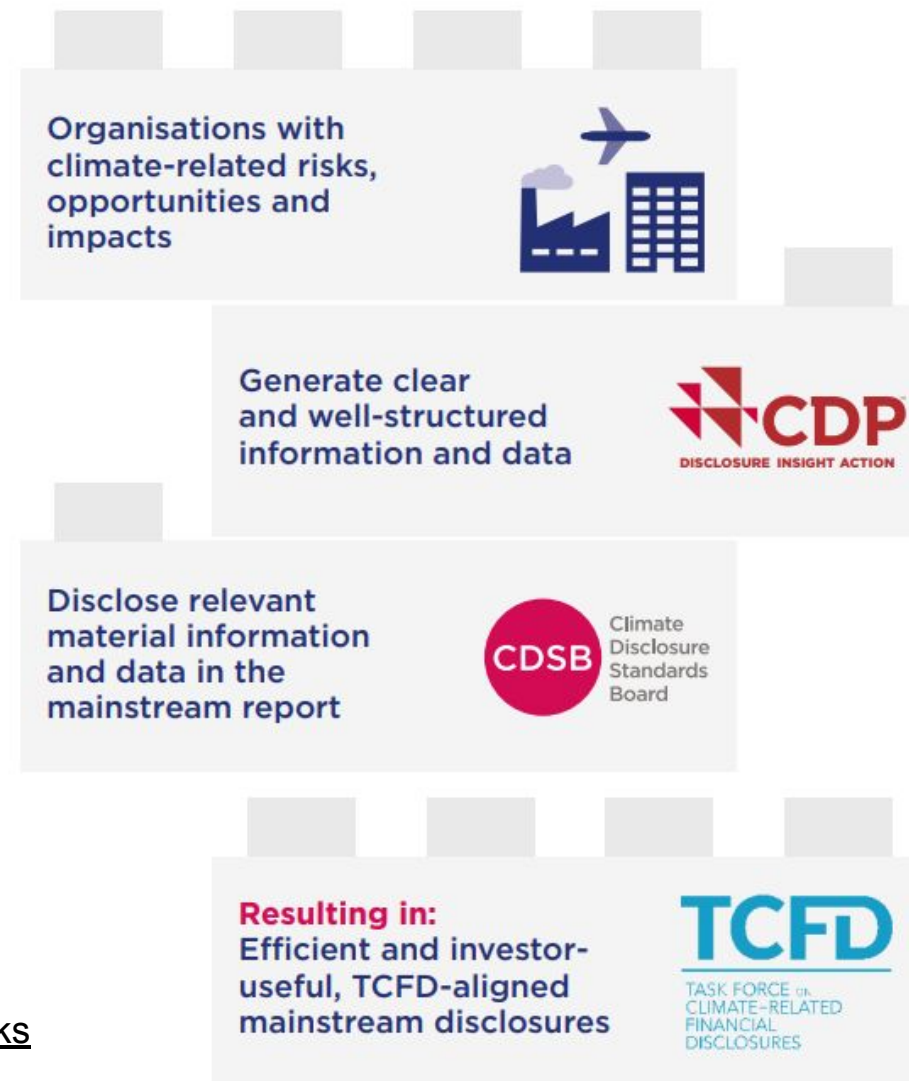 Organisations with
climate-related risks,
opportunities and
impacts
Generate clear
and well-structured
information and data
CDP
DISCLOSURE INSIGHT ACTION
Disclose relevant
material information
and data in the
mainstream report
CDSB
Climate
Disclosure
Standards
Board
Resulting in:
Efficient and investor-
useful, TCFD-aligned
mainstream disclosures
TCFD
TASK FORCE ON
CLIMATE-RELATED
FINANCIAL
DISCLOSURES